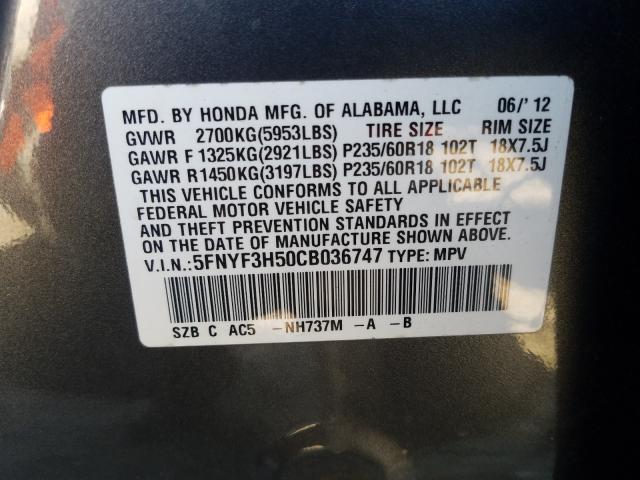 MFD. BY HONDA MFG. OF ALABAMA, LLC 06/'12
GVWR 2700KG(5953LBS) TIRE SIZE RIM SIZE
GAWR F 1325KG(2921LBS) P235/60R18 102T 18X7.5J
GAWR R 1450KG(3197LBS) P235/60R18 102T 18X7.5J
THIS VEHICLE CONFORMS TO ALL APPLICABLE
FEDERAL MOTOR VEHICLE SAFETY
AND THEFT PREVENTION STANDARDS IN EFFECT
ON THE DATE OF MANUFACTURE SHOWN ABOVE.
V.I.N.:5FNYF3H50CB036747 TYPE: MPV
SZB C AC5 -NH737M -A -B